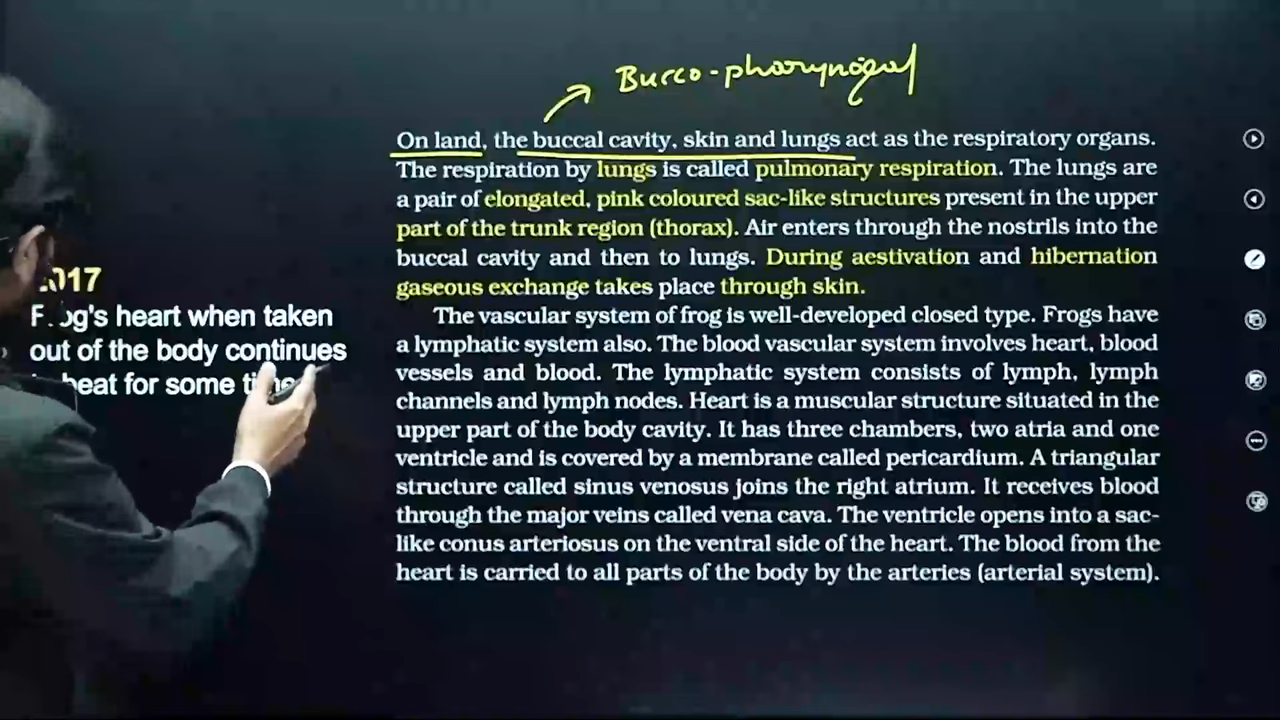 Bucco-pharyngeal
On land, the buccal cavity, skin and lungs act as the respiratory organs.
The respiration by lungs is called pulmonary respiration. The lungs are
a pair of elongated, pink coloured sac-like structures present in the upper
part of the trunk region (thorax). Air enters through the nostrils into the
buccal cavity and then to lungs. During aestivation and hibernation
gaseous exchange takes place through skin.
The vascular system of frog is well-developed closed type. Frogs have
a lymphatic system also. The blood vascular system involves heart, blood
vessels and blood. The lymphatic system consists of lymph, lymph
channels and lymph nodes. Heart is a muscular structure situated in the
upper part of the body cavity. It has three chambers, two atria and one
ventricle and is covered by a membrane called pericardium. A triangular
structure called sinus venosus joins the right atrium. It receives blood
through the major veins called vena cava. The ventricle opens into a sac-
like conus arteriosus on the ventral side of the heart. The blood from the
heart is carried to all parts of the body by the arteries (arterial system).
2017
Frog's heart when taken
out of the body continues
beat for some time